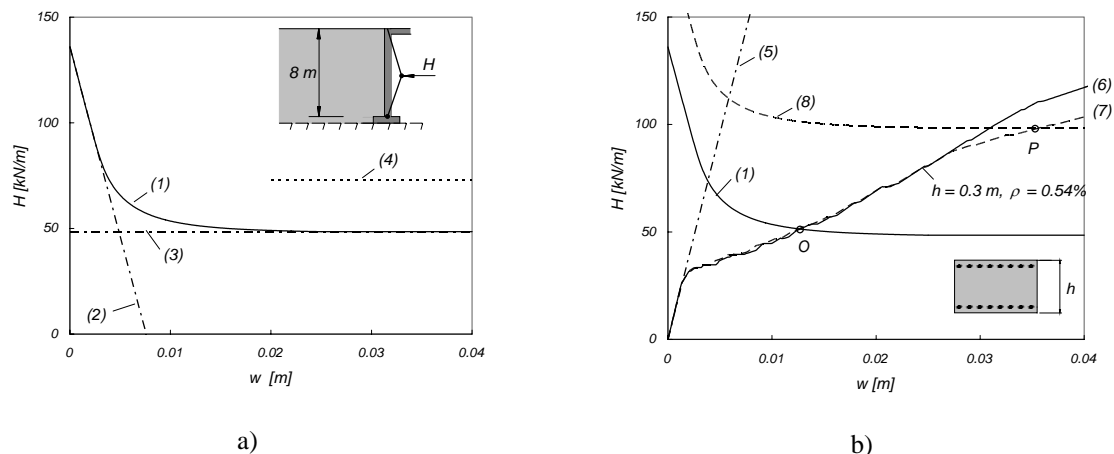 H [kN/m]
150
100
50
0
0
0.01
0.02
0.03
0.04
w [m]
8 m
H
(1)
(2)
(3)
(4)
a)
H [kN/m]
150
100
50
0
0
0.01
0.02
0.03
0.04
w [m]
(5)
(6)
(7)
(8)
(1)
P
O
h = 0.3 m, ρ = 0.54%
h
b)